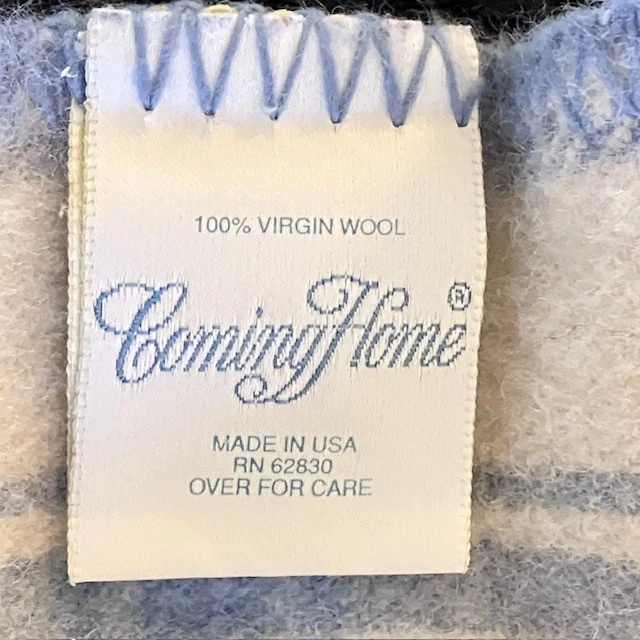 100% VIRGIN WOOL
Coming Home®
MADE IN USA
RN 62830
OVER FOR CARE